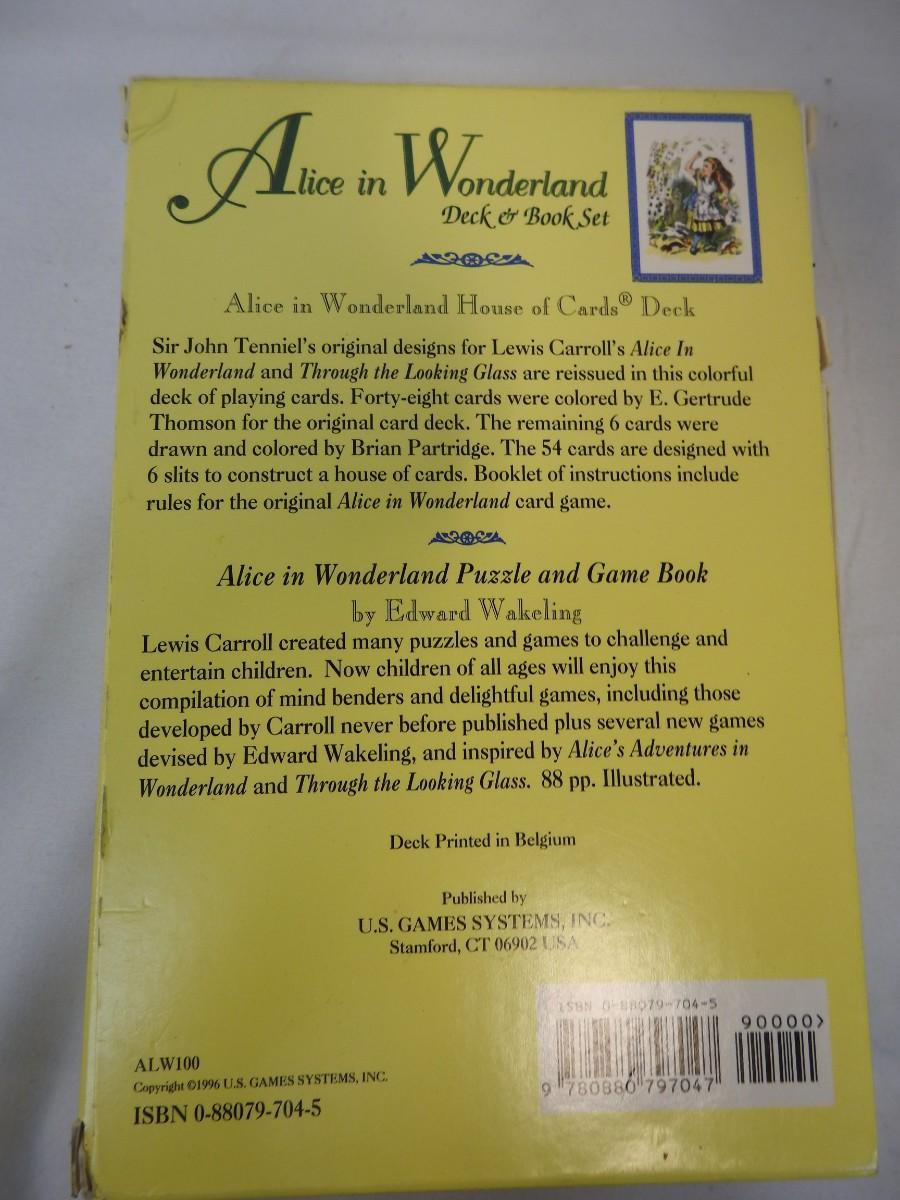 Alice in Wonderland
Deck & Book Set
Alice in Wonderland House of Cards® Deck
Sir John Tenniel's original designs for Lewis Carroll's Alice In
Wonderland and Through the Looking Glass are reissued in this colorful
deck of playing cards. Forty-eight cards were colored by E. Gertrude
Thomson for the original card deck. The remaining 6 cards were
drawn and colored by Brian Partridge. The 54 cards are designed with
6 slits to construct a house of cards. Booklet of instructions include
rules for the original Alice in Wonderland card game.
Alice in Wonderland Puzzle and Game Book
by Edward Wakeling
Lewis Carroll created many puzzles and games to challenge and
entertain children. Now children of all ages will enjoy this
compilation of mind benders and delightful games, including those
developed by Carroll never before published plus several new games
devised by Edward Wakeling, and inspired by Alice's Adventures in
Wonderland and Through the Looking Glass. 88 pp. Illustrated.
Deck Printed in Belgium
Published by
U.S. GAMES SYSTEMS, INC.
Stamford, CT 06902 USA
ISBN 0-88079-704-5
90000>
9 780880 797047
ALW100
Copyright ©1996 U.S. GAMES SYSTEMS, INC.
ISBN 0-88079-704-5